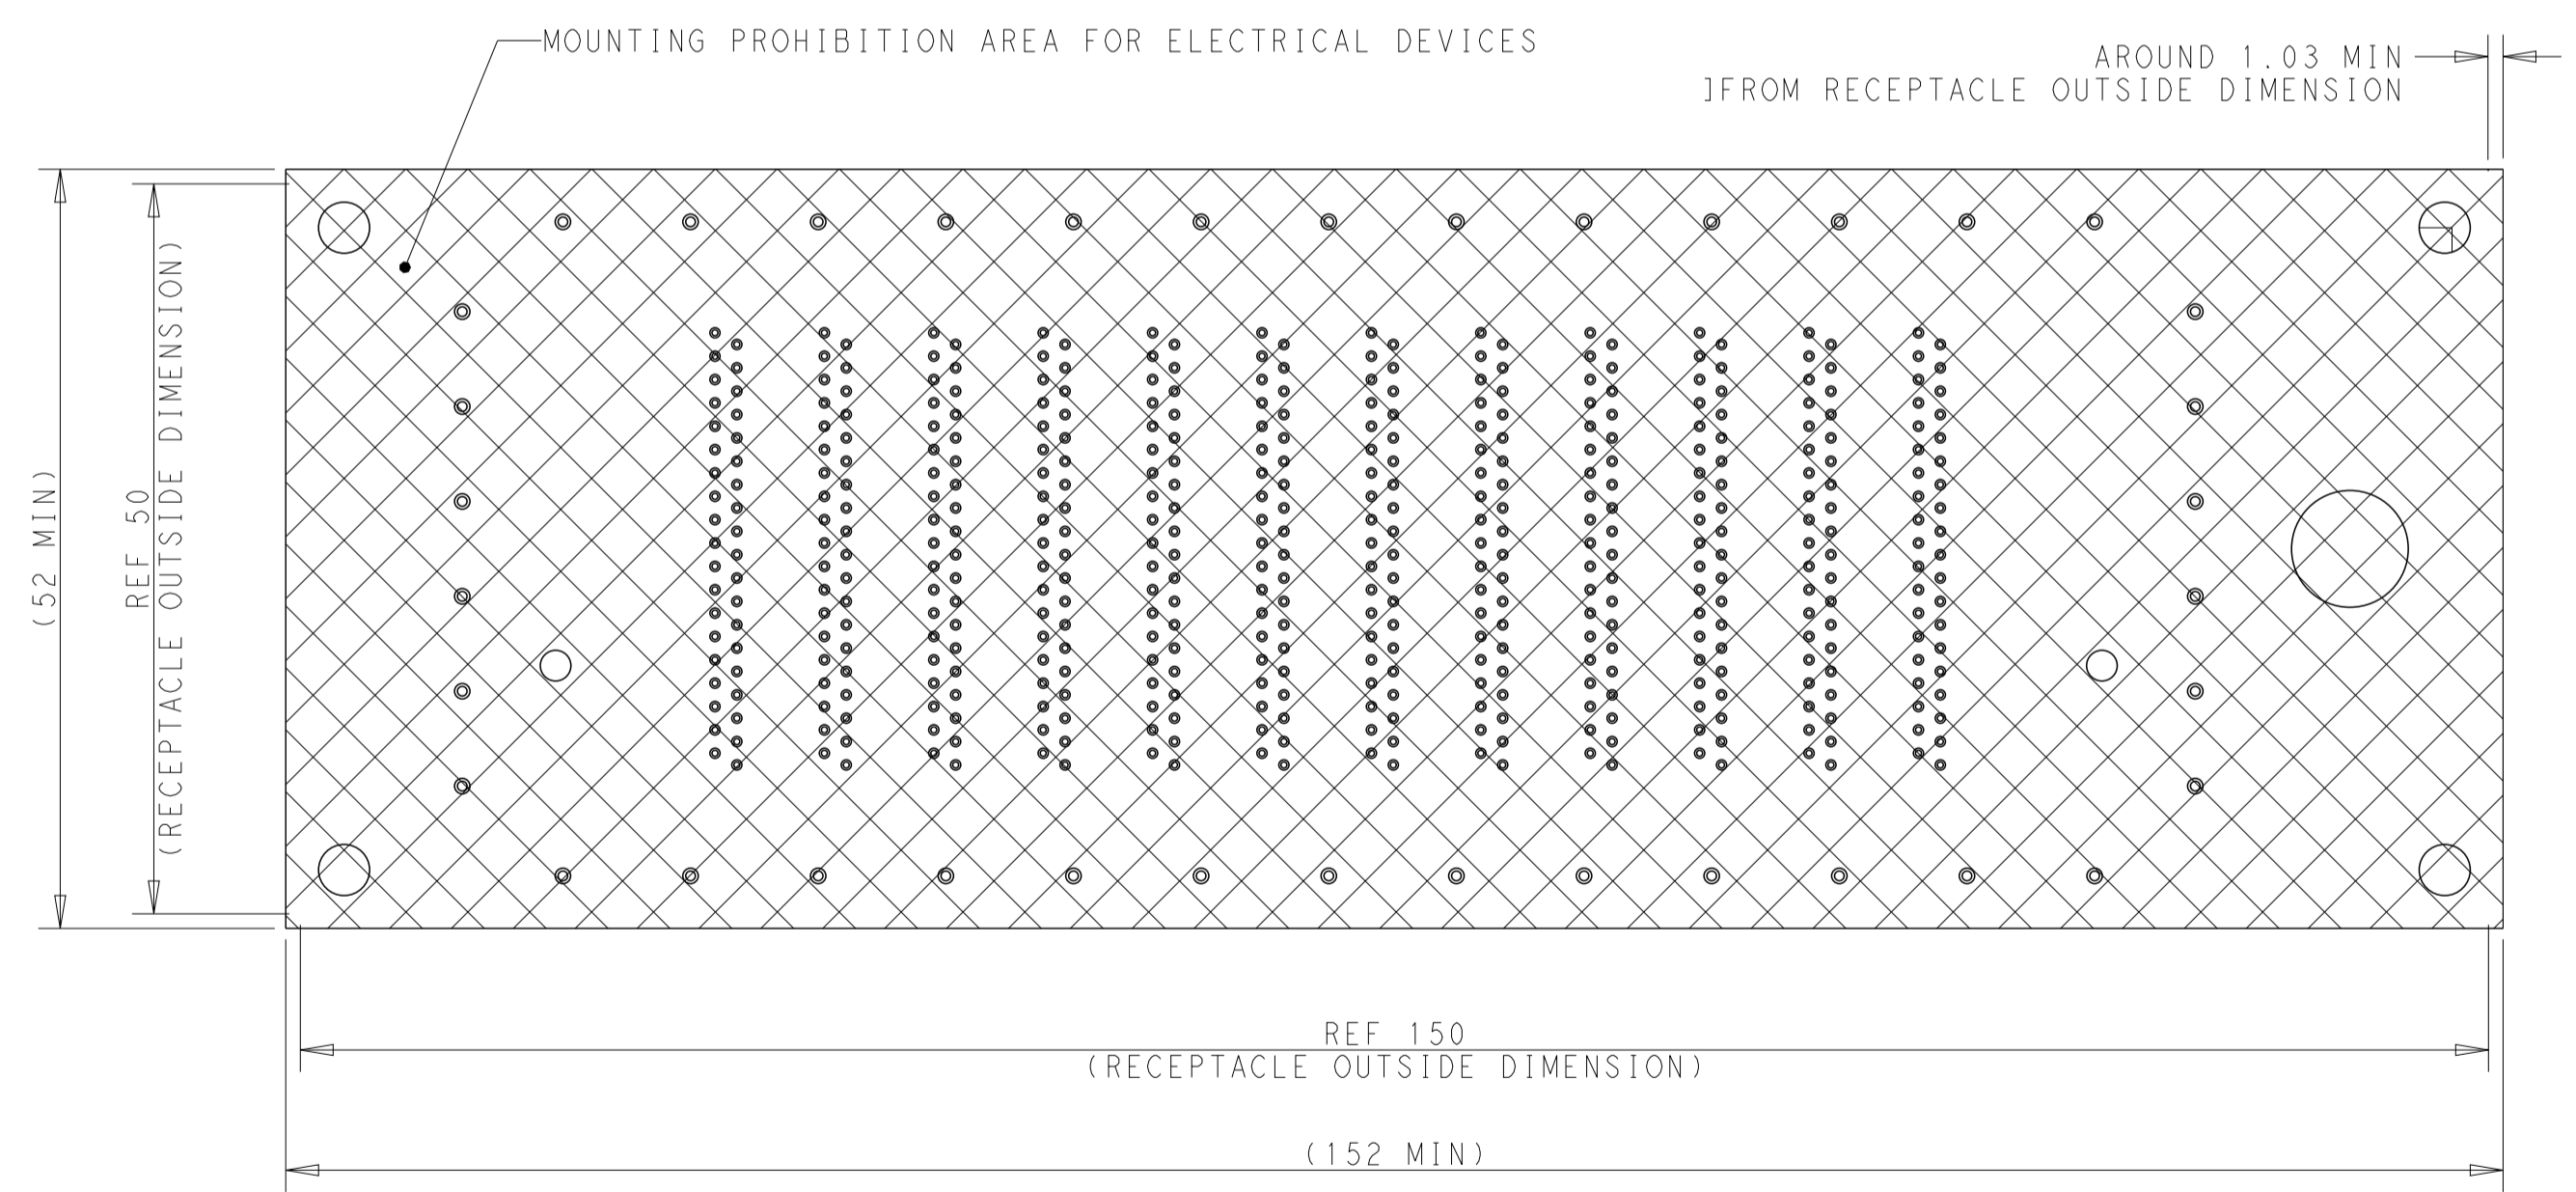 MOUNTING PROHIBITION AREA FOR ELECTRICAL DEVICES
AROUND 1.03 MIN
]FROM RECEPTACLE OUTSIDE DIMENSION
(52 MIN)
REF 50
(RECEPTACLE OUTSIDE DIMENSION)
REF 150
(RECEPTACLE OUTSIDE DIMENSION)
(152 MIN)